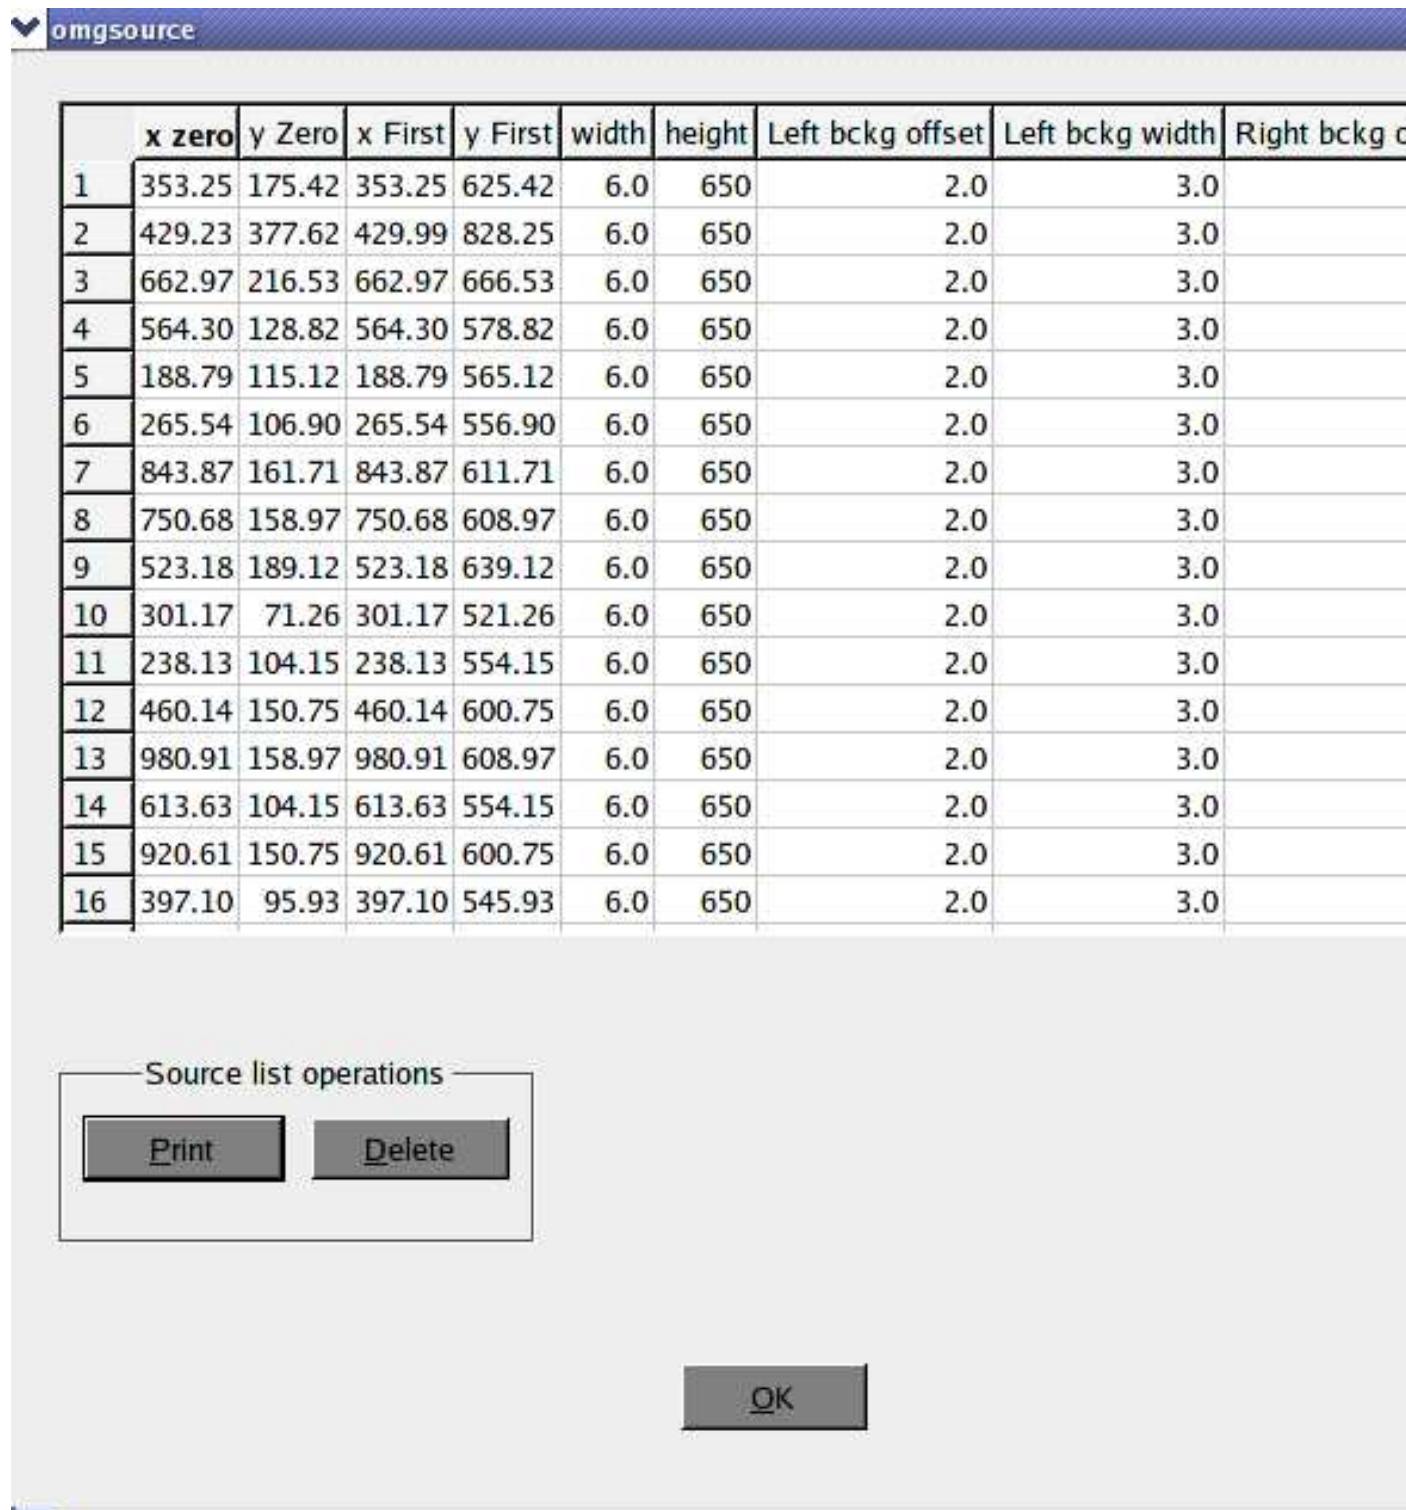 omgsource
x zero y Zero x First y First width height Left bckg offset Left bckg width Right bckg
1 353.25 175.42 353.25 625.42 6.0 650 2.0 3.0
2 429.23 377.62 429.99 828.25 6.0 650 2.0 3.0
3 662.97 216.53 662.97 666.53 6.0 650 2.0 3.0
4 564.30 128.82 564.30 578.82 6.0 650 2.0 3.0
5 188.79 115.12 188.79 565.12 6.0 650 2.0 3.0
6 265.54 106.90 265.54 556.90 6.0 650 2.0 3.0
7 843.87 161.71 843.87 611.71 6.0 650 2.0 3.0
8 750.68 158.97 750.68 608.97 6.0 650 2.0 3.0
9 523.18 189.12 523.18 639.12 6.0 650 2.0 3.0
10 301.17 71.26 301.17 521.26 6.0 650 2.0 3.0
11 238.13 104.15 238.13 554.15 6.0 650 2.0 3.0
12 460.14 150.75 460.14 600.75 6.0 650 2.0 3.0
13 980.91 158.97 980.91 608.97 6.0 650 2.0 3.0
14 613.63 104.15 613.63 554.15 6.0 650 2.0 3.0
15 920.61 150.75 920.61 600.75 6.0 650 2.0 3.0
16 397.10 95.93 397.10 545.93 6.0 650 2.0 3.0
Source list operations
Print Delete
OK